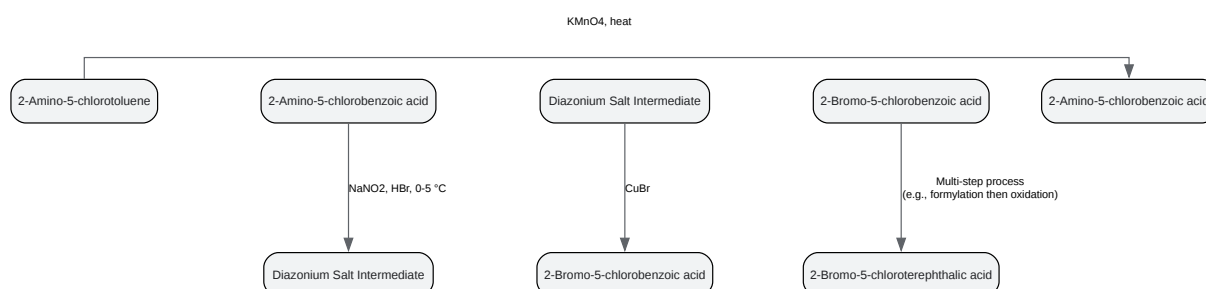 KMnO4, heat
2-Amino-5-chlorotoluene
2-Amino-5-chlorobenzoic acid
Diazonium Salt Intermediate
2-Bromo-5-chlorobenzoic acid
2-Amino-5-chlorobenzoic acid
NaNO2, HBr, 0-5 °C
CuBr
Multi-step process
(e.g., formylation then oxidation)
Diazonium Salt Intermediate
2-Bromo-5-chlorobenzoic acid
2-Bromo-5-chloroterephthalic acid